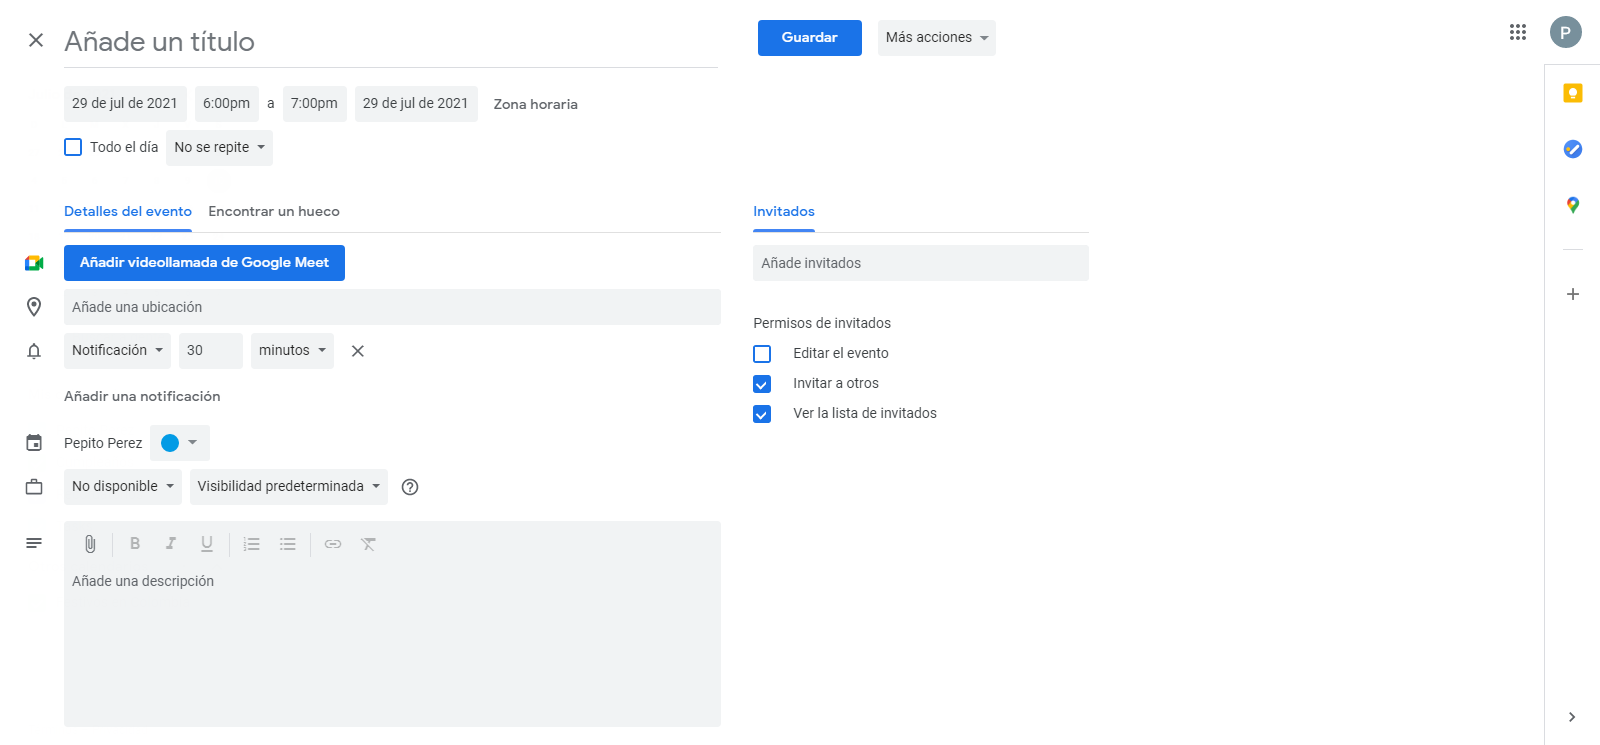 Añade un título
Guardar
Más acciones
P
29 de jul de 2021 6:00pm a 7:00pm 29 de jul de 2021 Zona horaria
Todo el día No se repite
Detalles del evento Encontrar un hueco
Invitados
Añadir videollamada de Google Meet
Añade invitados
Añade una ubicación
Notificación 30 minutos
Permisos de invitados
Editar el evento
Invitar a otros
Ver la lista de invitados
Añadir una notificación
Pepito Perez
No disponible Visibilidad predeterminada
B I U
Añade una descripción